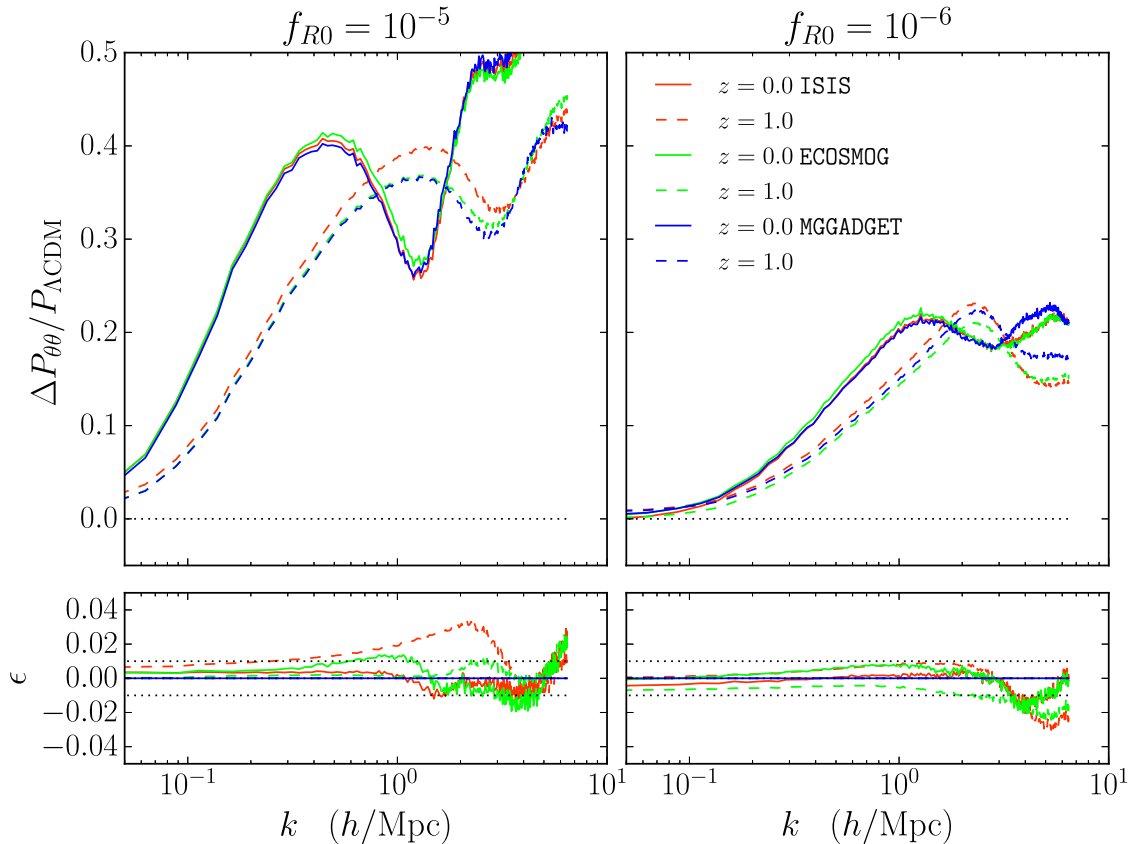 f_{R0} = 10^{-5}
f_{R0} = 10^{-6}
ΔP_{θθ}/P_{ΛCDM}
0.5
0.4
0.3
0.2
0.1
0.0
z = 0.0 ISIS
z = 1.0
z = 0.0 ECOSMOG
z = 1.0
z = 0.0 MGGADGET
z = 1.0
ϵ
0.04
0.02
0.00
−0.02
−0.04
10^{-1} 10^{0} 10^{1}
10^{-1} 10^{0} 10^{1}
k (h/Mpc)
k (h/Mpc)